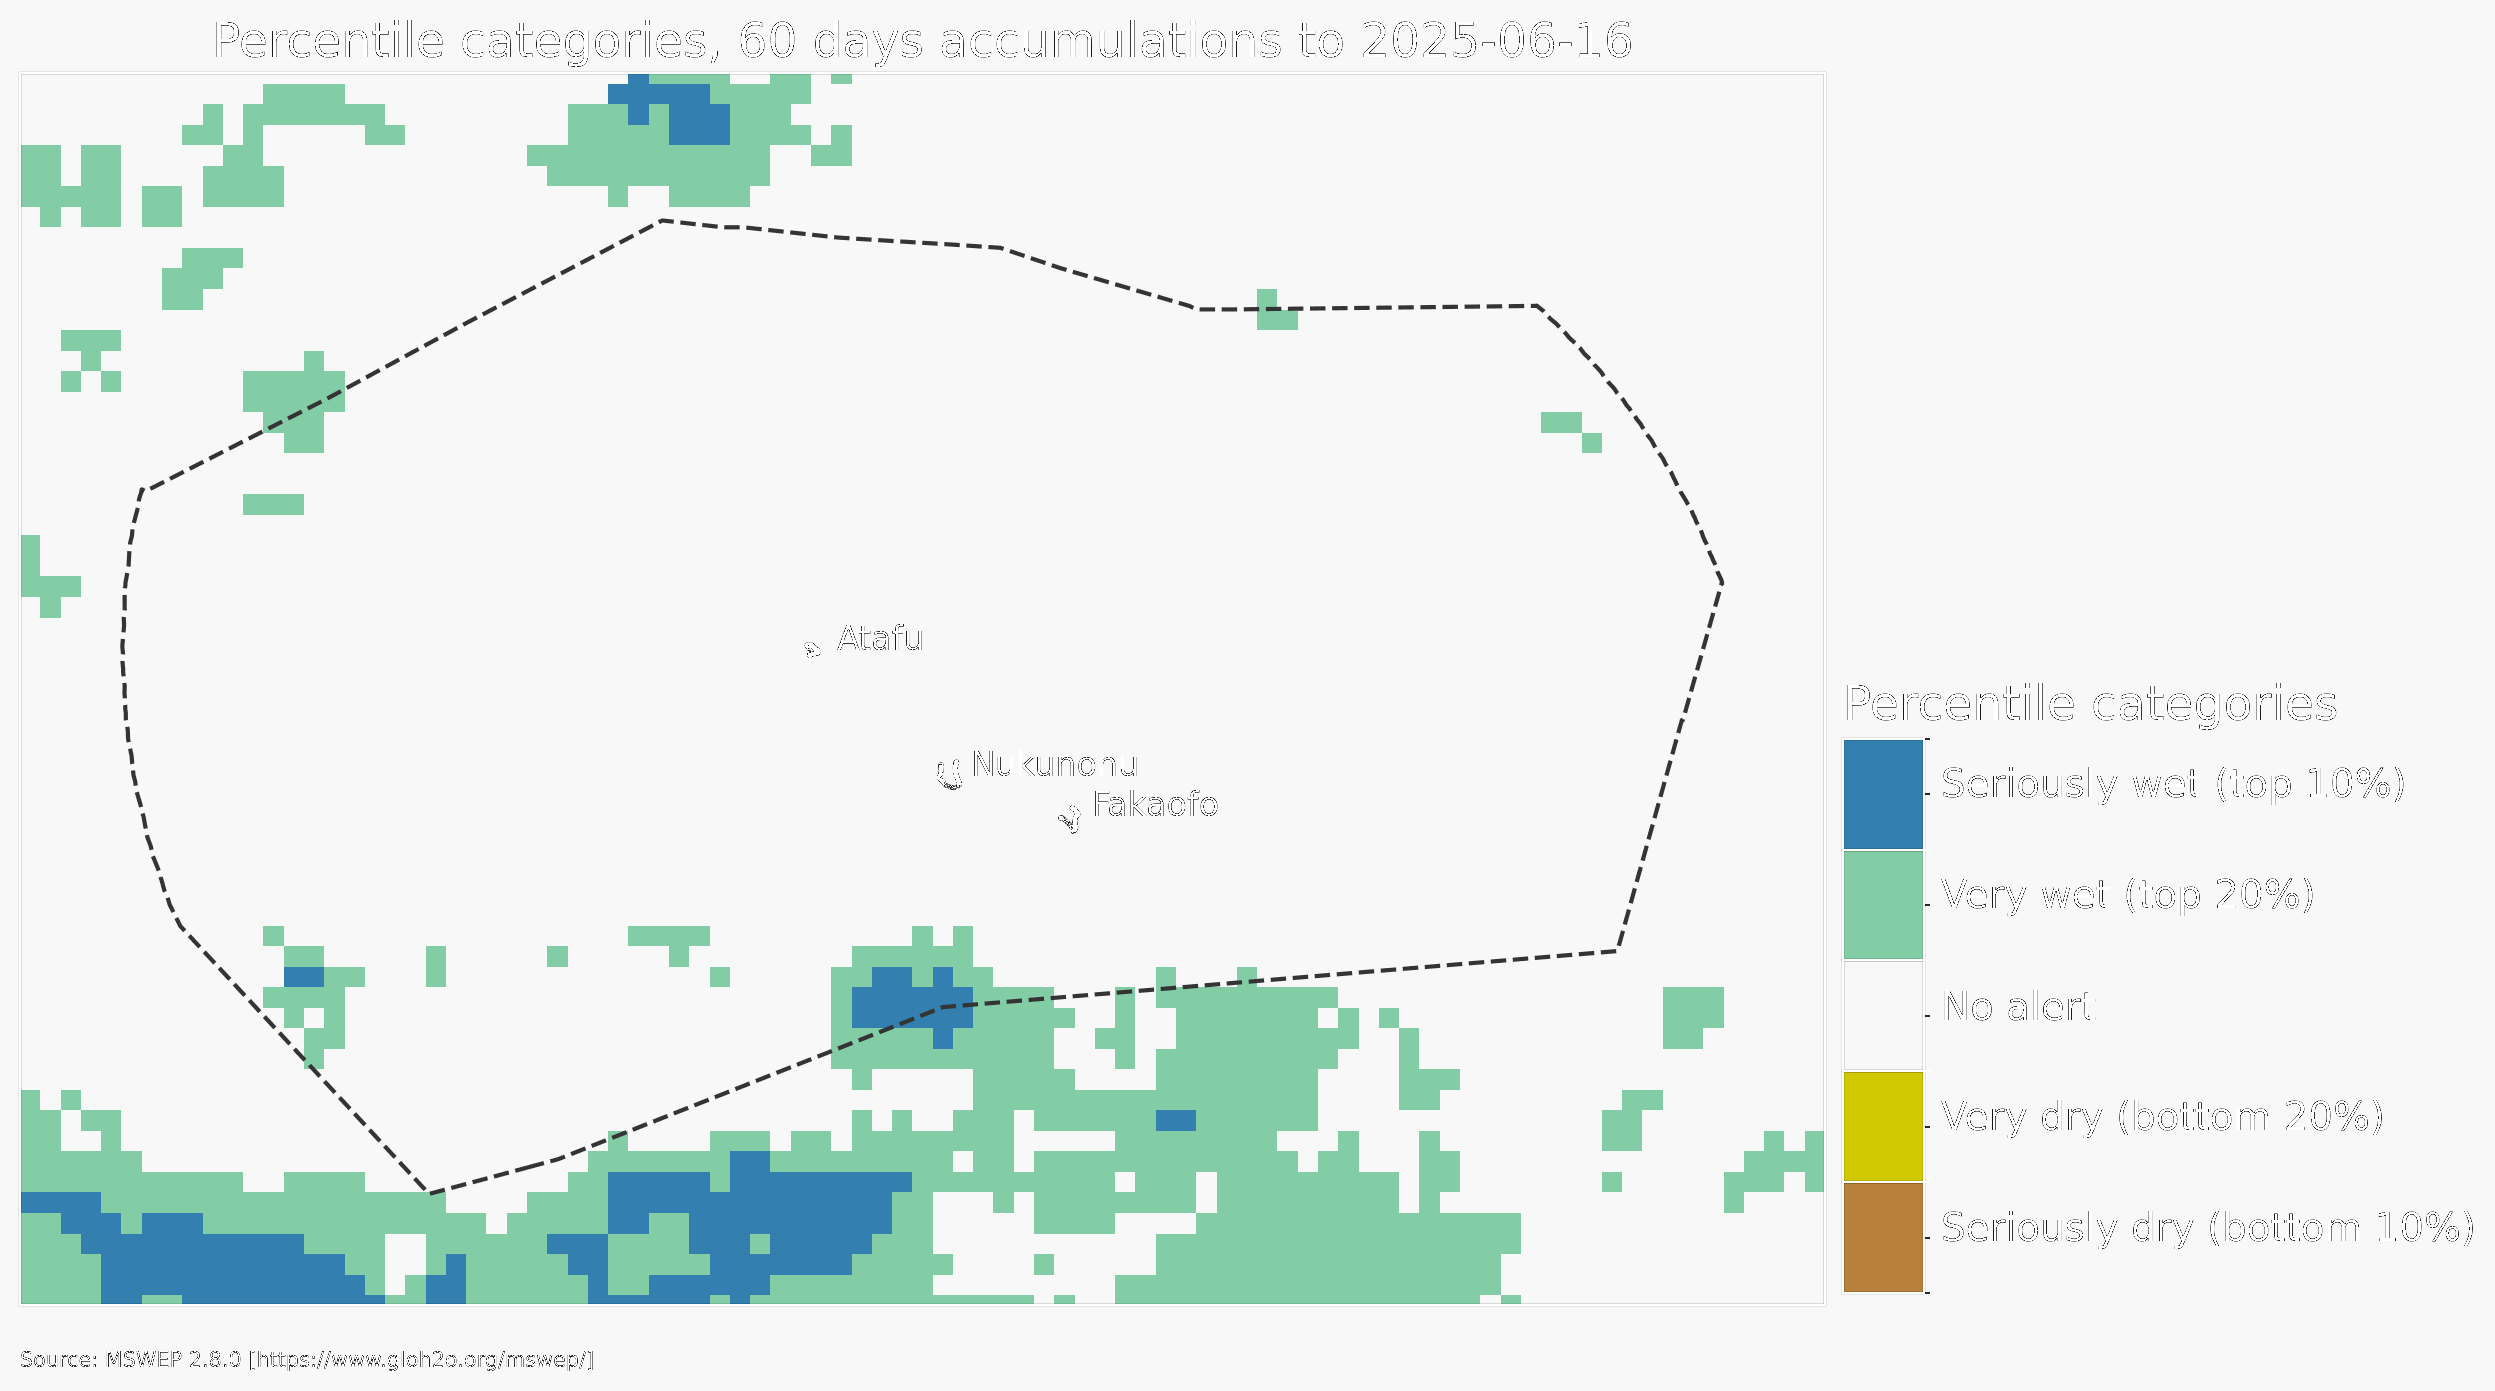 Percentile categories, 60 days accumulations to 2025-06-16
Atafu
Nukunonu
Fakaofo
Percentile categories
Seriously wet (top 10%)
Very wet (top 20%)
No alert
Very dry (bottom 20%)
Seriously dry (bottom 10%)
Source: MSWEP 2.8.0 [https://www.gloh2o.org/mswep/]